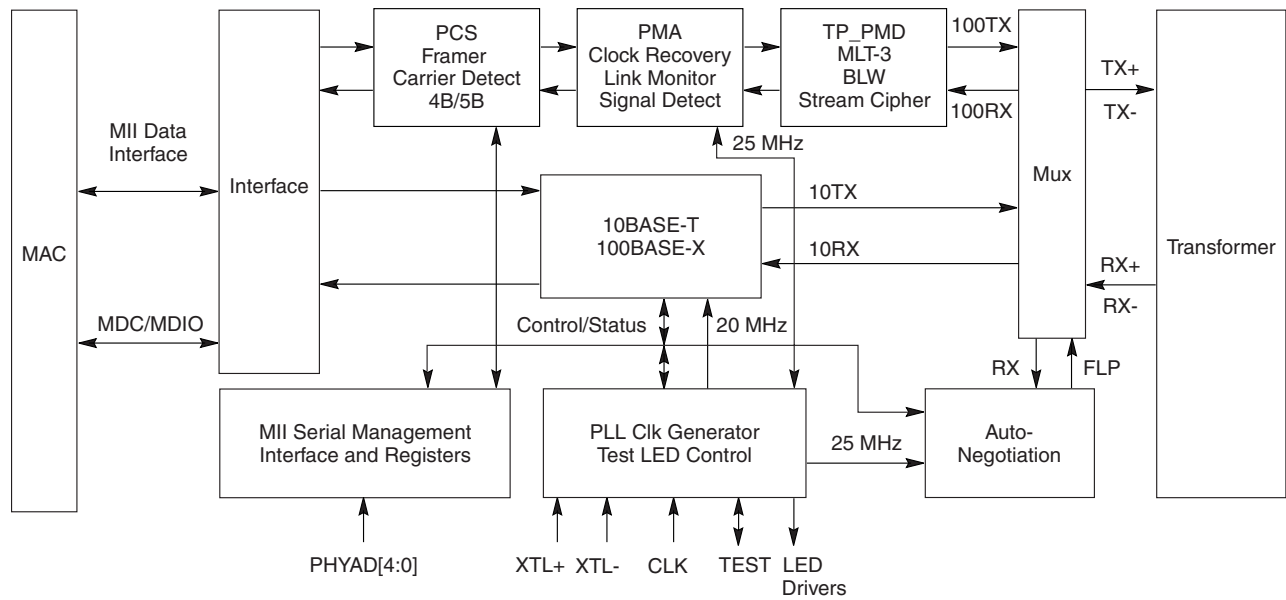 PCS
Framer
Carrier Detect
4B/5B
PMA
Clock Recovery
Link Monitor
Signal Detect
TP_PMD
MLT-3
BLW
Stream Cipher
100TX
100RX
TX+
TX-
MII Data
Interface
Interface
25 MHz
Mux
10BASE-T
100BASE-X
10TX
10RX
MAC
Transformer
RX+
RX-
MDC/MDIO
Control/Status
20 MHz
RX
FLP
MII Serial Management
Interface and Registers
PLL Clk Generator
Test LED Control
25 MHz
Auto-
Negotiation
PHYAD[4:0]
XTL+
XTL-
CLK
TEST
LED
Drivers